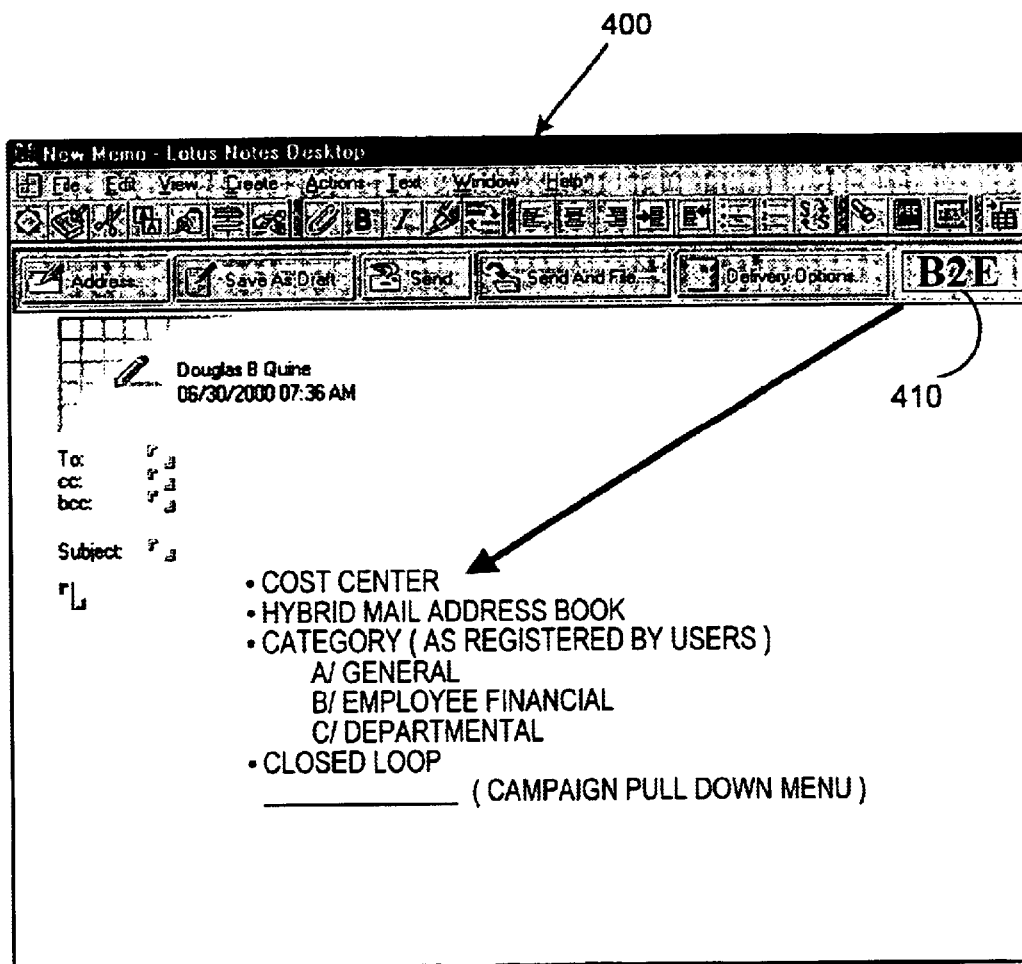 400
New Memo - Lotus Notes Desktop
File Edit View Create Actions Text Window Help
B I
Address Save As Draft Send Send And File Delivery Options B2E
Douglas B Quine
06/30/2000 07:36 AM
410
To:
cc:
bcc:
Subject:
• COST CENTER
• HYBRID MAIL ADDRESS BOOK
• CATEGORY ( AS REGISTERED BY USERS )
A/ GENERAL
B/ EMPLOYEE FINANCIAL
C/ DEPARTMENTAL
• CLOSED LOOP
____________ ( CAMPAIGN PULL DOWN MENU )